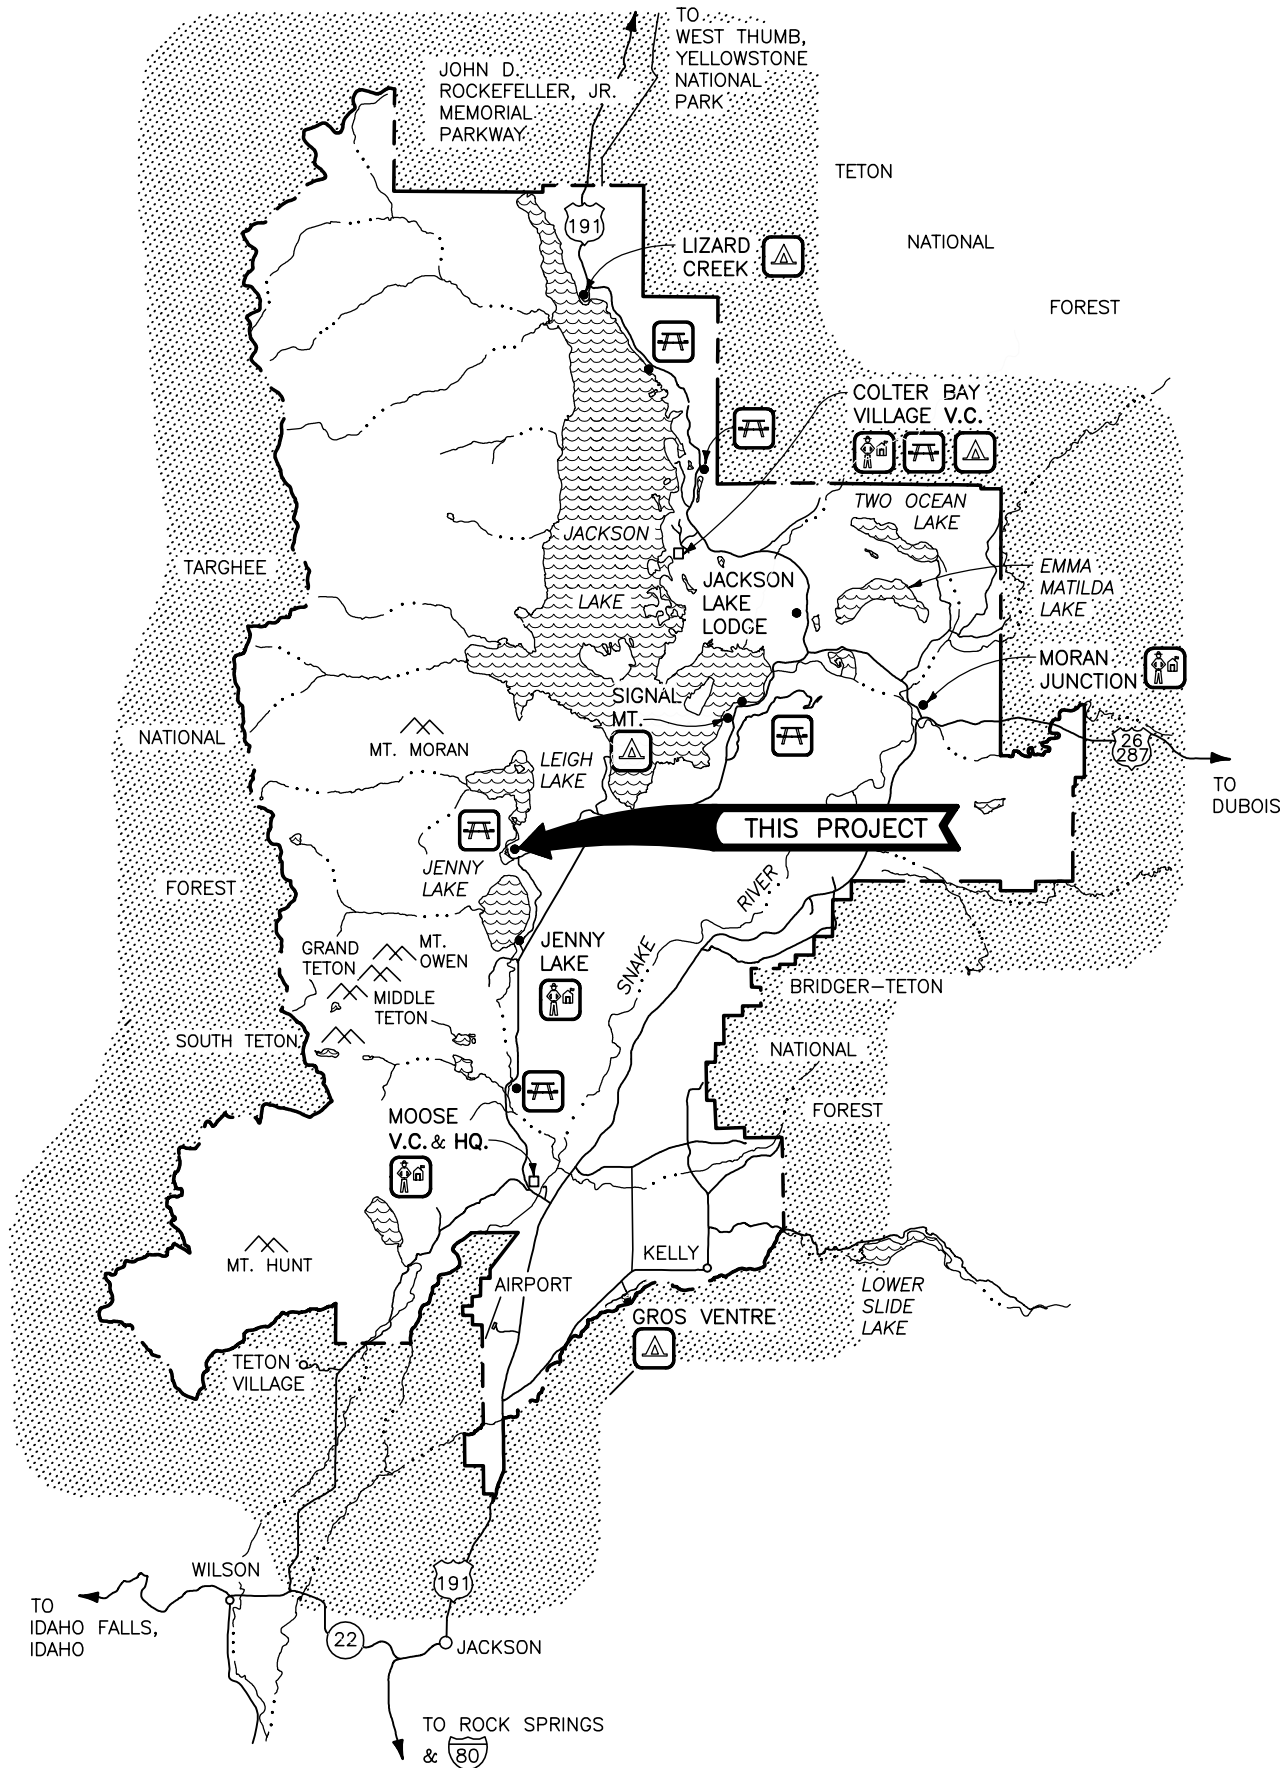 TO
WEST THUMB,
YELLOWSTONE
NATIONAL
PARK
JOHN D.
ROCKEFELLER, JR.
MEMORIAL
PARKWAY
TETON
NATIONAL
FOREST
191
LIZARD
CREEK
COLTER BAY
VILLAGE V.C.
TWO OCEAN
LAKE
JACKSON
LAKE
TARGHEE
NATIONAL
FOREST
EMMA
MATILDA
LAKE
JACKSON
LAKE
LODGE
MORAN
JUNCTION
SIGNAL
MT.
MT. MORAN
LEIGH
LAKE
26
287
TO
DUBOIS
THIS PROJECT
JENNY
LAKE
SNAKE RIVER
GRAND
TETON
MT.
OWEN
JENNY
LAKE
MIDDLE
TETON
SOUTH TETON
BRIDGER-TETON
NATIONAL
FOREST
MOOSE
V.C. & HQ.
MT. HUNT
KELLY
AIRPORT
LOWER
SLIDE
LAKE
GROS VENTRE
TETON
VILLAGE
WILSON
191
TO
IDAHO FALLS,
IDAHO
22
JACKSON
TO ROCK SPRINGS
& 80